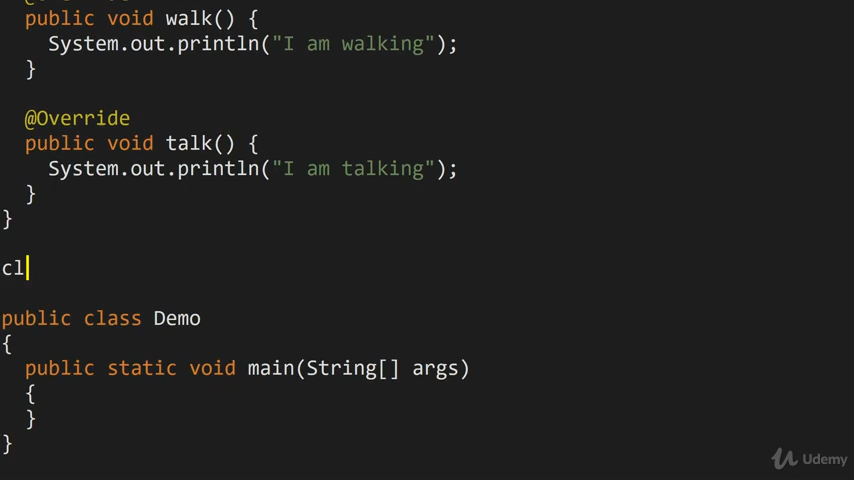 public void walk() {
System.out.println("I am walking");
}
@Override
public void talk() {
System.out.println("I am talking");
}
}
cl
public class Demo
{
public static void main(String[] args)
{
}
}
Udemy